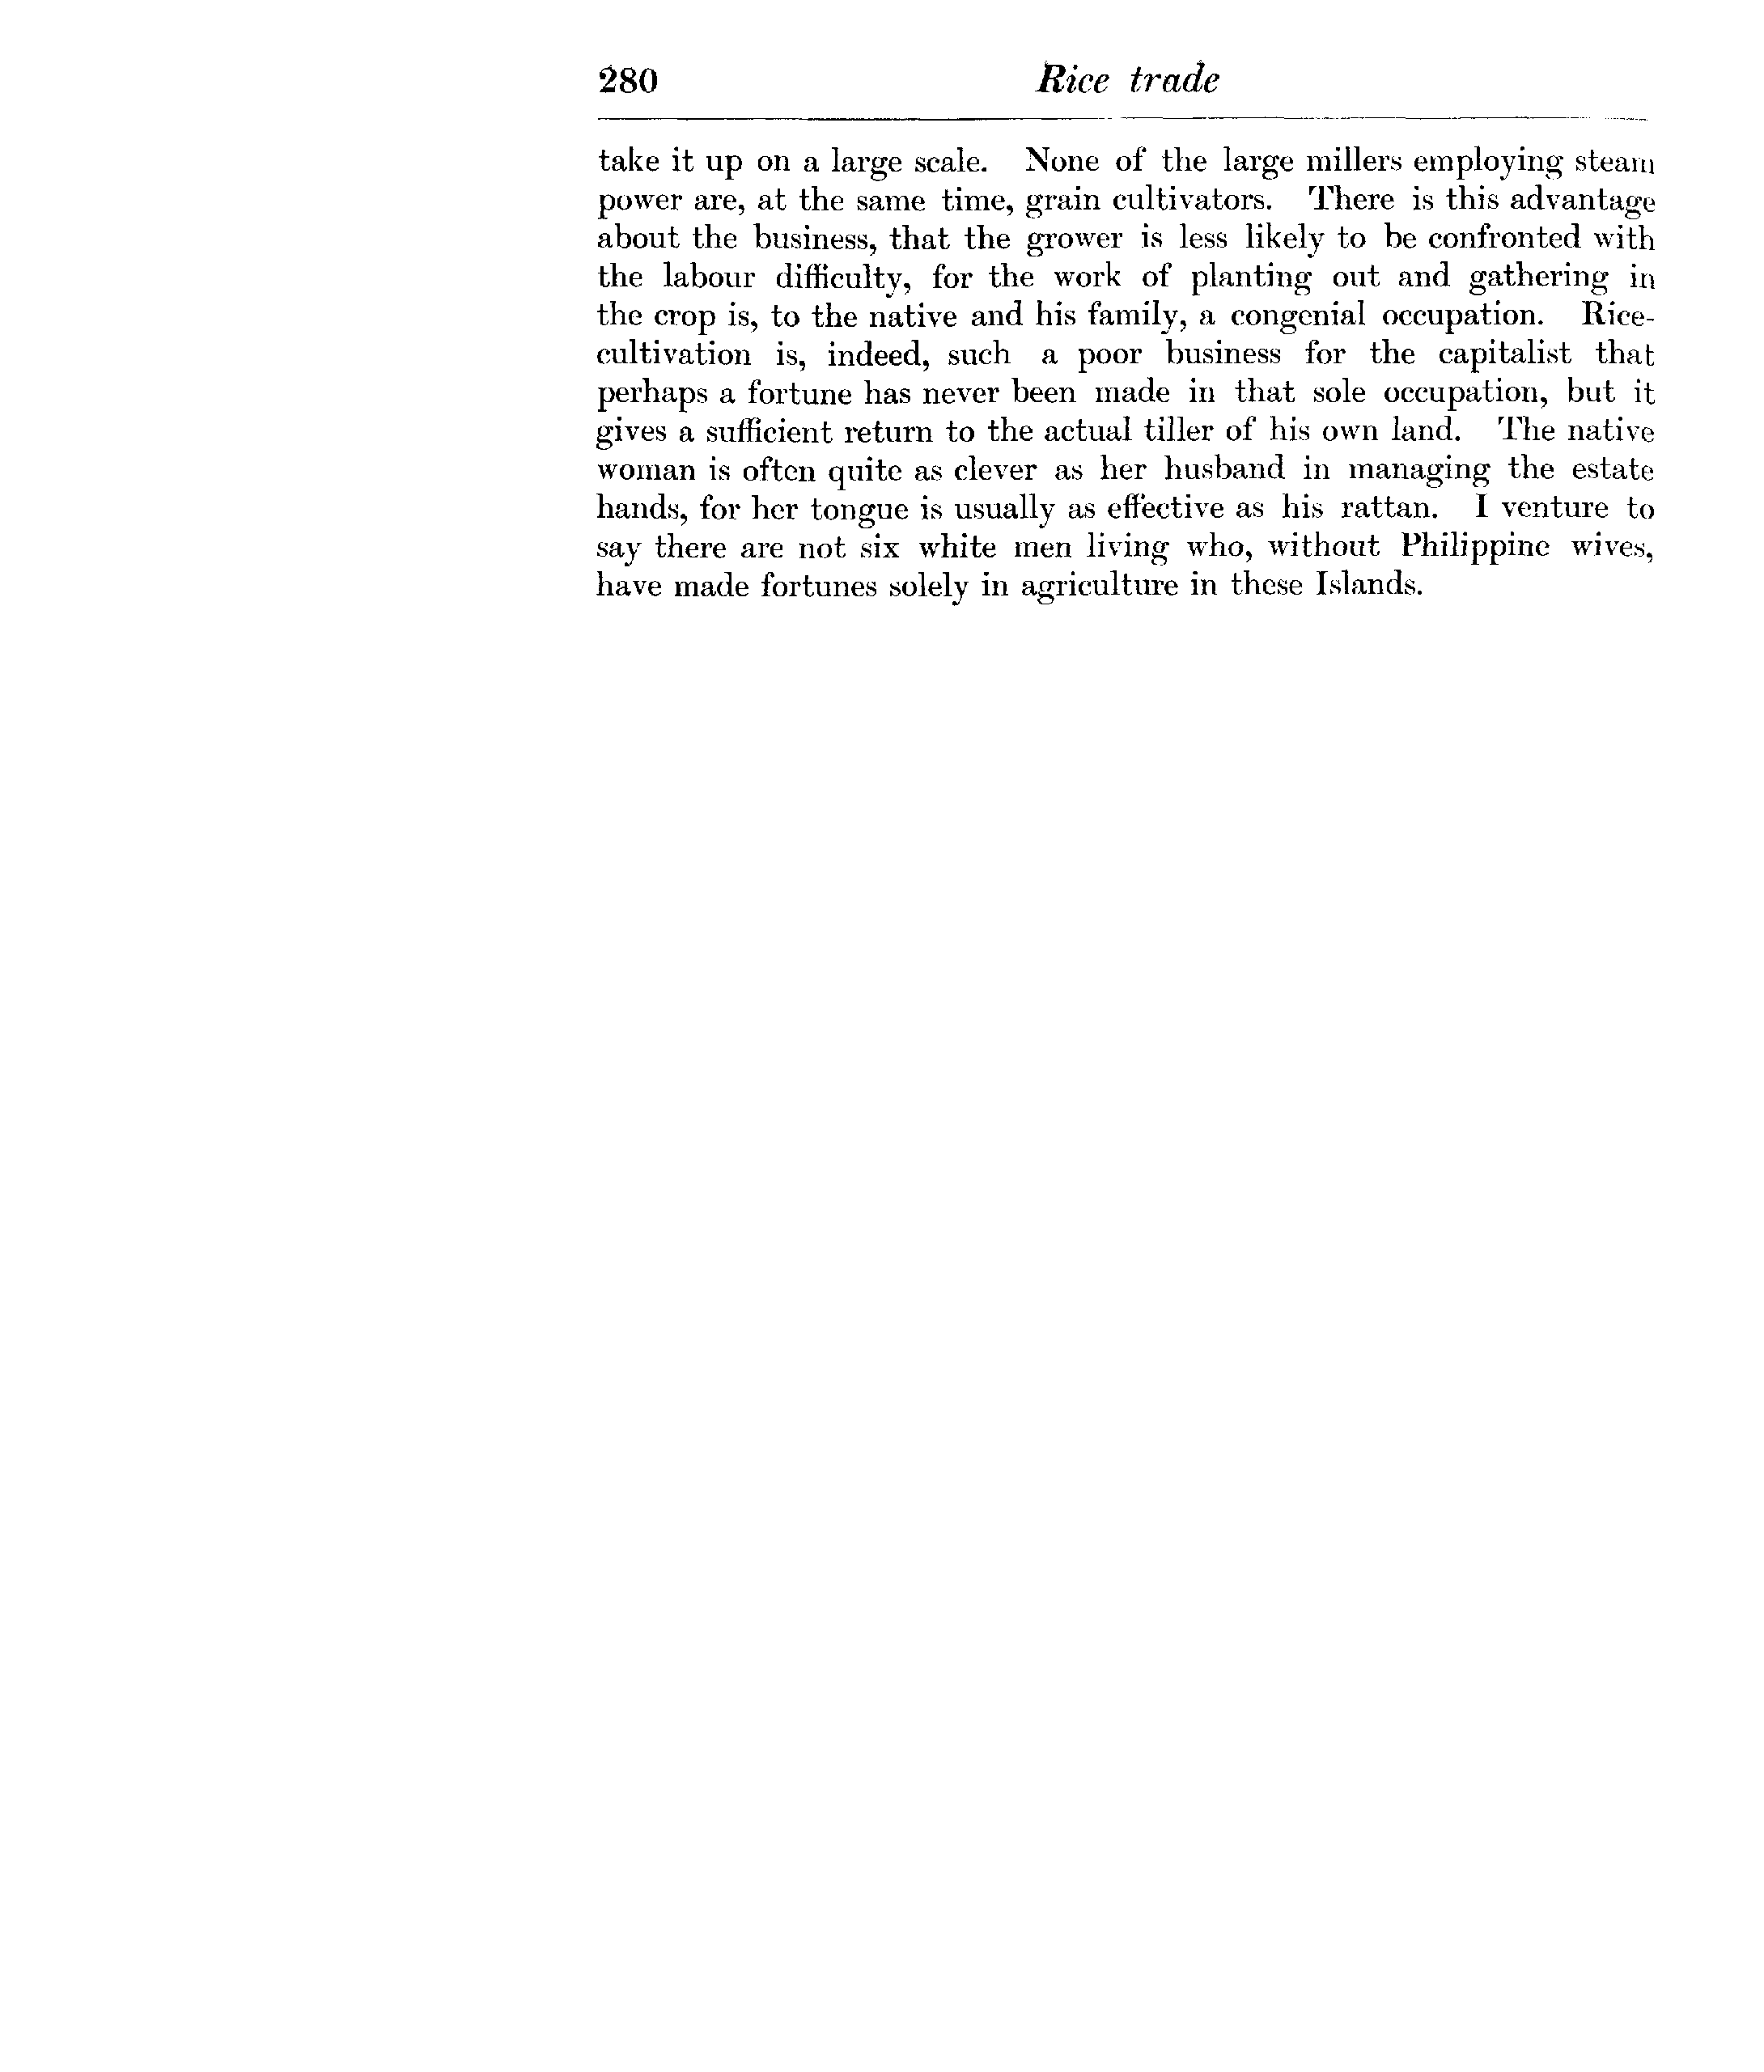 280 Rice trade
take it up on a large scale. None of the large millers employing steam
power are, at the same time, grain cultivators. There is this advantage
about the business, that the grower is less likely to be confronted with
the labour difficulty, for the work of planting out and gathering in
the crop is, to the native and his family, a congenial occupation. Rice-
cultivation is, indeed, such a poor business for the capitalist that
perhaps a fortune has never been made in that sole occupation, but it
gives a sufficient return to the actual tiller of his own land. The native
woman is often quite as clever as her husband in managing the estate
hands, for her tongue is usually as effective as his rattan. I venture to
say there are not six white men living who, without Philippine wives,
have made fortunes solely in agriculture in these Islands.